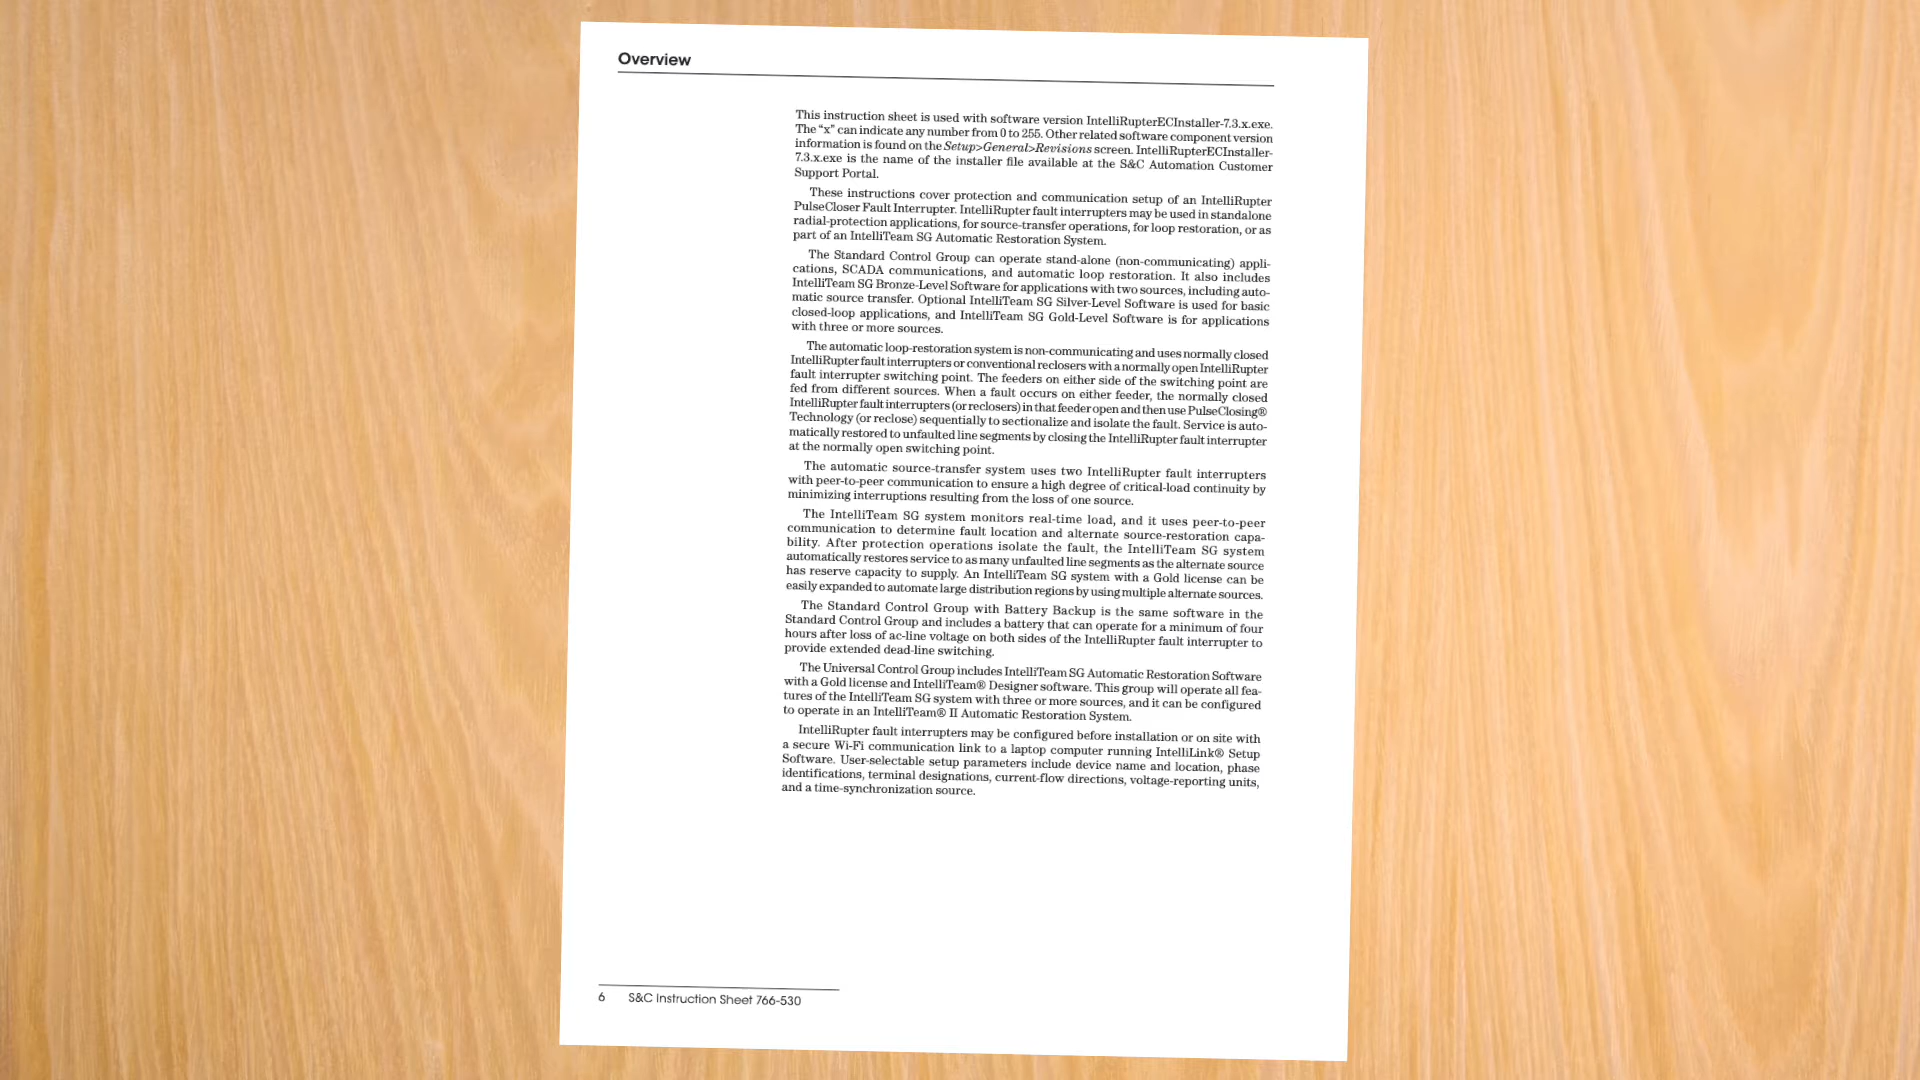 Overview
This instruction sheet is used with software version IntelliRupterECInstaller-7.3.x.exe.
The “x” can indicate any number from 0 to 255. Other related software component version
information is found on the Setup>General>Revisions screen. IntelliRupterECInstaller-
7.3.x.exe is the name of the installer file available at the S&C Automation Customer
Support Portal.
These instructions cover protection and communication setup of an IntelliRupter
PulseCloser Fault Interrupter. IntelliRupter fault interrupters may be used in standalone
radial-protection applications, for source-transfer operations, for loop restoration, or as
part of an IntelliTeam SG Automatic Restoration System.
The Standard Control Group can operate stand-alone (non-communicating) appli-
cations, SCADA communications, and automatic loop restoration. It also includes
IntelliTeam SG Bronze-Level Software for applications with two sources, including auto-
matic source transfer. Optional IntelliTeam SG Silver-Level Software is used for basic
closed-loop applications, and IntelliTeam SG Gold-Level Software is for applications
with three or more sources.
The automatic loop-restoration system is non-communicating and uses normally closed
IntelliRupter fault interrupters or conventional reclosers with a normally open IntelliRupter
fault interrupter switching point. The feeders on either side of the switching point are
fed from different sources. When a fault occurs on either feeder, the normally closed
IntelliRupter fault interrupters (or reclosers) in that feeder open and then use PulseClosing®
Technology (or reclose) sequentially to sectionalize and isolate the fault. Service is auto-
matically restored to unfaulted line segments by closing the IntelliRupter fault interrupter
at the normally open switching point.
The automatic source-transfer system uses two IntelliRupter fault interrupters
with peer-to-peer communication to ensure a high degree of critical-load continuity by
minimizing interruptions resulting from the loss of one source.
The IntelliTeam SG system monitors real-time load, and it uses peer-to-peer
communication to determine fault location and alternate source-restoration capa-
bility. After protection operations isolate the fault, the IntelliTeam SG system
automatically restores service to as many unfaulted line segments as the alternate source
has reserve capacity to supply. An IntelliTeam SG system with a Gold license can be
easily expanded to automate large distribution regions by using multiple alternate sources.
The Standard Control Group with Battery Backup is the same software in the
Standard Control Group and includes a battery that can operate for a minimum of four
hours after loss of ac-line voltage on both sides of the IntelliRupter fault interrupter to
provide extended dead-line switching.
The Universal Control Group includes IntelliTeam SG Automatic Restoration Software
with a Gold license and IntelliTeam® Designer software. This group will operate all fea-
tures of the IntelliTeam SG system with three or more sources, and it can be configured
to operate in an IntelliTeam® II Automatic Restoration System.
IntelliRupter fault interrupters may be configured before installation or on site with
a secure Wi-Fi communication link to a laptop computer running IntelliLink® Setup
Software. User-selectable setup parameters include device name and location, phase
identifications, terminal designations, current-flow directions, voltage-reporting units,
and a time-synchronization source.
6 S&C Instruction Sheet 766-530